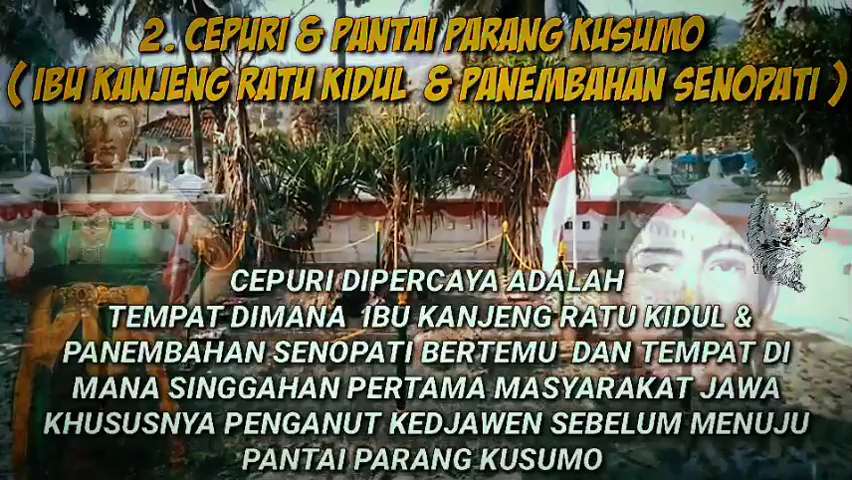 2. CEPURI & PANTAI PARANG KUSUMO
( IBU KANJENG RATU KIDUL & PANEMBAHAN SENOPATI )
CEPURI DIPERCAYA ADALAH
TEMPAT DIMANA IBU KANJENG RATU KIDUL &
PANEMBAHAN SENOPATI BERTEMU DAN TEMPAT DI
MANA SINGGAHAN PERTAMA MASYARAKAT JAWA
KHUSUSNYA PENGANUT KEDJAWEN SEBELUM MENUJU
PANTAI PARANG KUSUMO